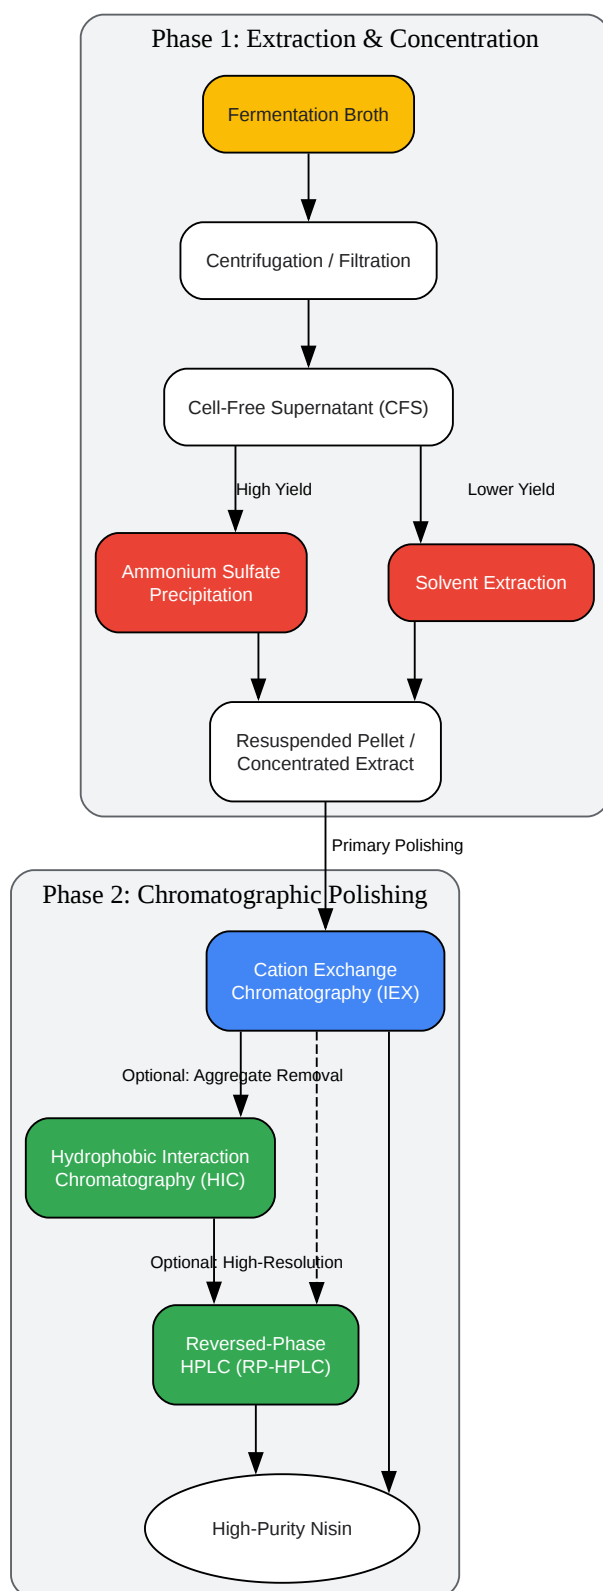 Phase 1: Extraction & Concentration
Fermentation Broth
Centrifugation / Filtration
Cell-Free Supernatant (CFS)
High Yield
Lower Yield
Ammonium Sulfate
Precipitation
Solvent Extraction
Resuspended Pellet /
Concentrated Extract
Primary Polishing
Phase 2: Chromatographic Polishing
Cation Exchange
Chromatography (IEX)
Optional: Aggregate Removal
Hydrophobic Interaction
Chromatography (HIC)
Optional: High-Resolution
Reversed-Phase
HPLC (RP-HPLC)
High-Purity Nisin